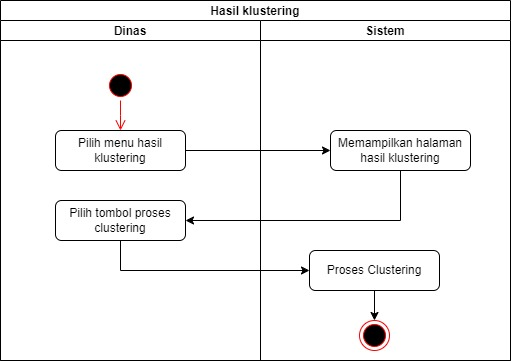 Hasil klustering
Dinas
Sistem
Pilih menu hasil
klustering
Memampilkan halaman
hasil klustering
Pilih tombol proses
clustering
Proses Clustering